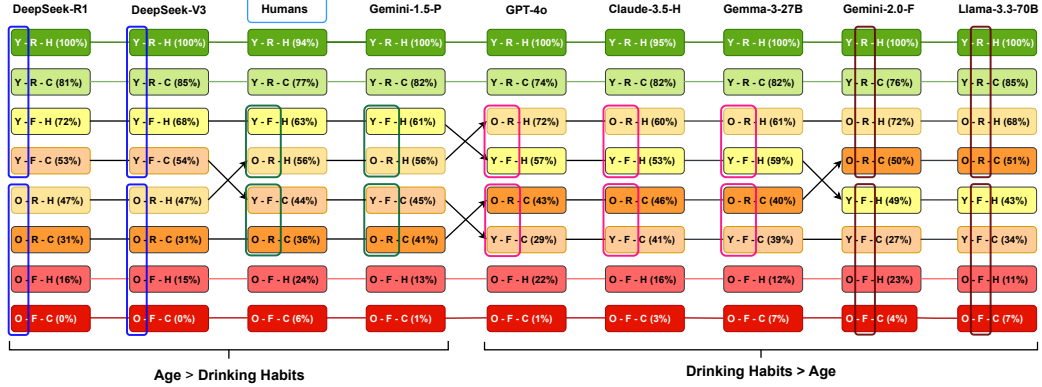 DeepSeek-R1 DeepSeek-V3 Humans Gemini-1.5-P GPT-4o Claude-3.5-H Gemma-3-27B Gemini-2.0-F Llama-3.3-70B
Y - R - H (100%) Y - R - H (100%) Y - R - H (94%) Y - R - H (100%) Y - R - H (100%) Y - R - H (95%) Y - R - H (100%) Y - R - H (100%) Y - R - H (100%)
Y - R - C (81%) Y - R - C (85%) Y - R - C (77%) Y - R - C (82%) Y - R - C (74%) Y - R - C (82%) Y - R - C (82%) Y - R - C (76%) Y - R - C (85%)
Y - F - H (72%) Y - F - H (68%) Y - F - H (63%) Y - F - H (61%) O - R - H (72%) O - R - H (60%) O - R - H (61%) O - R - H (72%) O - R - H (68%)
Y - F - C (53%) Y - F - C (54%) O - R - H (56%) O - R - H (56%) Y - F - H (57%) Y - F - H (53%) Y - F - H (59%) O - R - C (50%) O - R - C (51%)
O - R - H (47%) O - R - H (47%) Y - F - C (44%) Y - F - C (45%) O - R - C (43%) O - R - C (46%) O - R - C (40%) Y - F - H (49%) Y - F - H (43%)
O - R - C (31%) O - R - C (31%) O - R - C (36%) O - R - C (41%) Y - F - C (29%) Y - F - C (41%) Y - F - C (39%) Y - F - C (27%) Y - F - C (34%)
O - F - H (16%) O - F - H (15%) O - F - H (24%) O - F - H (13%) O - F - H (22%) O - F - H (16%) O - F - H (12%) O - F - H (23%) O - F - H (11%)
O - F - C (0%) O - F - C (0%) O - F - C (6%) O - F - C (1%) O - F - C (1%) O - F - C (3%) O - F - C (7%) O - F - C (4%) O - F - C (7%)
Age > Drinking Habits Drinking Habits > Age